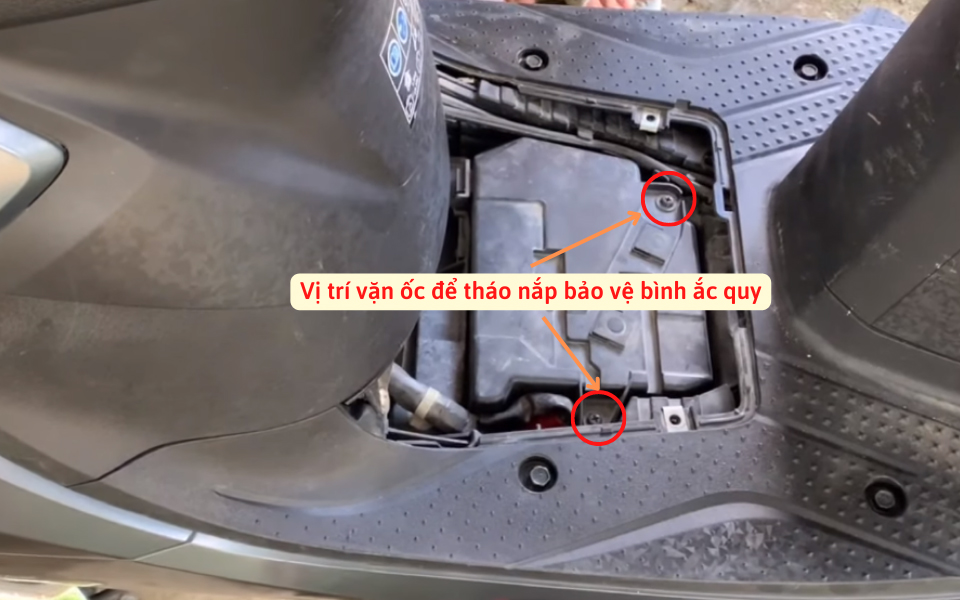 Vị trí vặn ốc để tháo nắp bảo vệ bình ắc quy